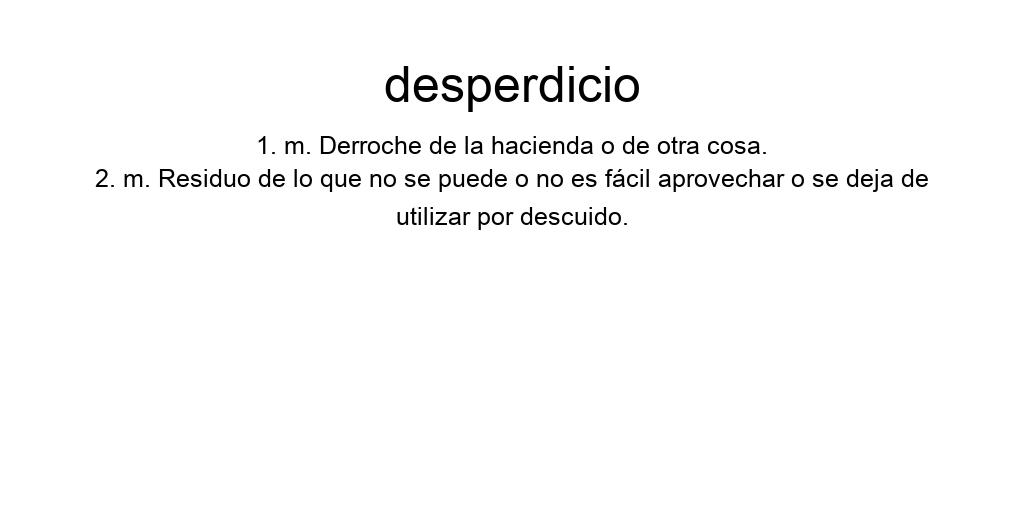 desperdicio
1. m. Derroche de la hacienda o de otra cosa.
2. m. Residuo de lo que no se puede o no es fácil aprovechar o se deja de
utilizar por descuido.